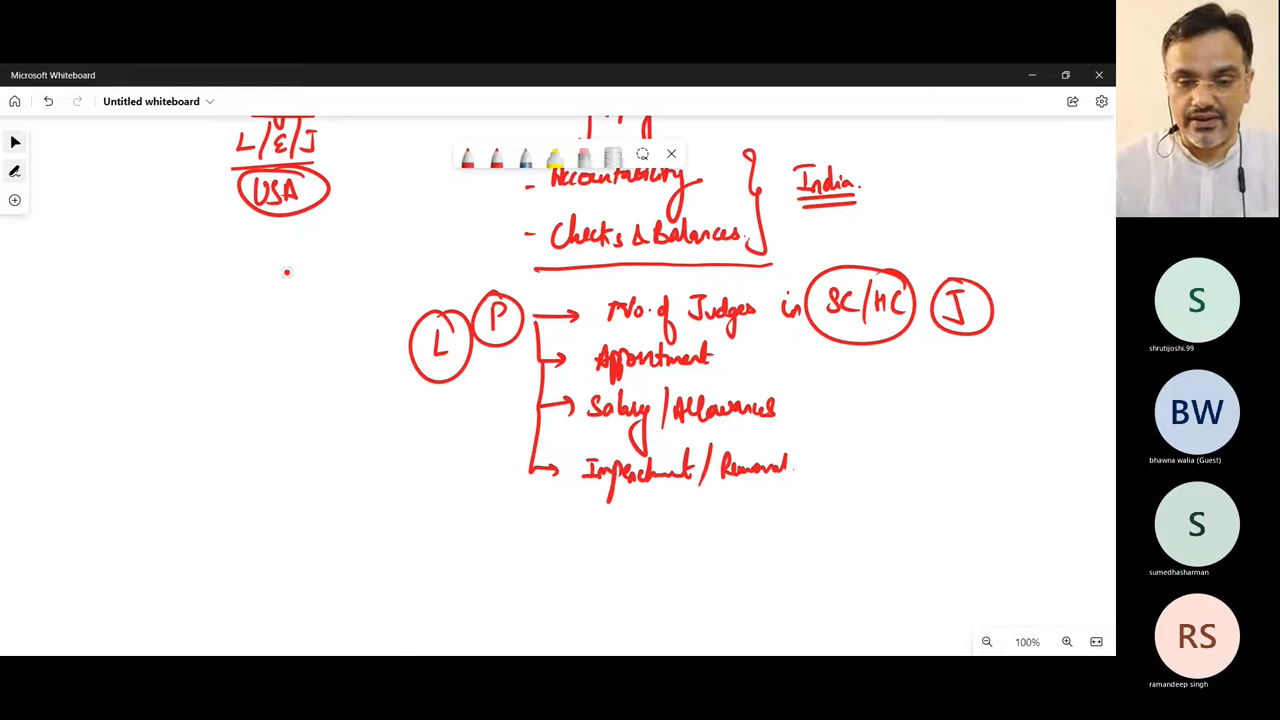 Microsoft Whiteboard
Untitled whiteboard
L/E/J
USA
- Accountability
- Checks & Balances.
India.
L P → No. of Judges in SC/HC J
→ Appointment
→ Salary / Allowances
→ Impeachment / Removal.
100%
S
shrutijoshi.99
BW
bhawna walia (Guest)
S
sumedhasharman
RS
ramandeep singh